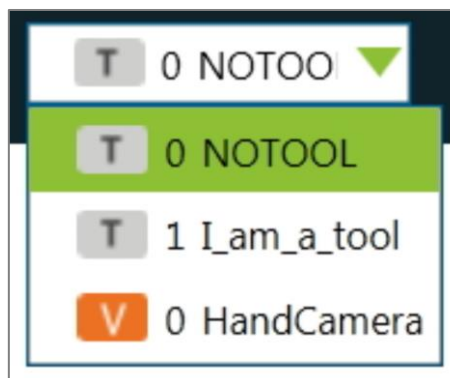 T 0 NOTOO
T 0 NOTOOL
T 1 I_am_a_tool
V 0 HandCamera